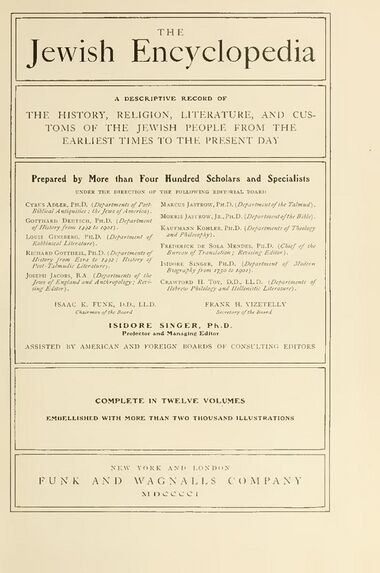 THE
Jewish Encyclopedia
A DESCRIPTIVE RECORD OF
THE HISTORY, RELIGION, LITERATURE, AND CUS-
TOMS OF THE JEWISH PEOPLE FROM THE
EARLIEST TIMES TO THE PRESENT DAY
Prepared by More than Four Hundred Scholars and Specialists
UNDER THE DIRECTION OF THE FOLLOWING EDITORIAL BOARD
CYRUS ADLER, PH.D. (Departments of Post-
Biblical Antiquities; the Jews of America).
GOTTHARD DEUTSCH, PH.D. (Department
of History from 1492 to 1901).
LOUIS GINZBERG, PH.D. (Department of
Rabbinical Literature).
RICHARD GOTTHEIL, PH.D. (Departments of
History from Ezra to 1492; History of
Post-Talmudic Literature).
JOSEPH JACOBS, B.A. (Departments of the
Jews of England and Anthropology; Revi-
sing Editor).
MARCUS JASTROW, PH.D. (Department of the Talmud).
MORRIS JASTROW, JR., PH.D. (Department of the Bible).
KAUFMANN KOHLER, PH.D. (Departments of Theology
and Philosophy).
FREDERICK DE SOLA MENDES, PH.D. (Chief of the
Bureau of Translation; Revising Editor).
ISIDORE SINGER, PH.D. (Department of Modern
Biography from 1750 to 1901).
CRAWFORD H. TOY, D.D., LL.D. (Departments of
Hebrew Philology and Hellenistic Literature).
ISAAC K. FUNK, D.D., LL.D.
Chairman of the Board
FRANK H. VIZETELLY
Secretary of the Board
ISIDORE SINGER, Ph.D.
Projector and Managing Editor
ASSISTED BY AMERICAN AND FOREIGN BOARDS OF CONSULTING EDITORS
COMPLETE IN TWELVE VOLUMES
EMBELLISHED WITH MORE THAN TWO THOUSAND ILLUSTRATIONS
NEW YORK AND LONDON
FUNK AND WAGNALLS COMPANY
MDCCCCI